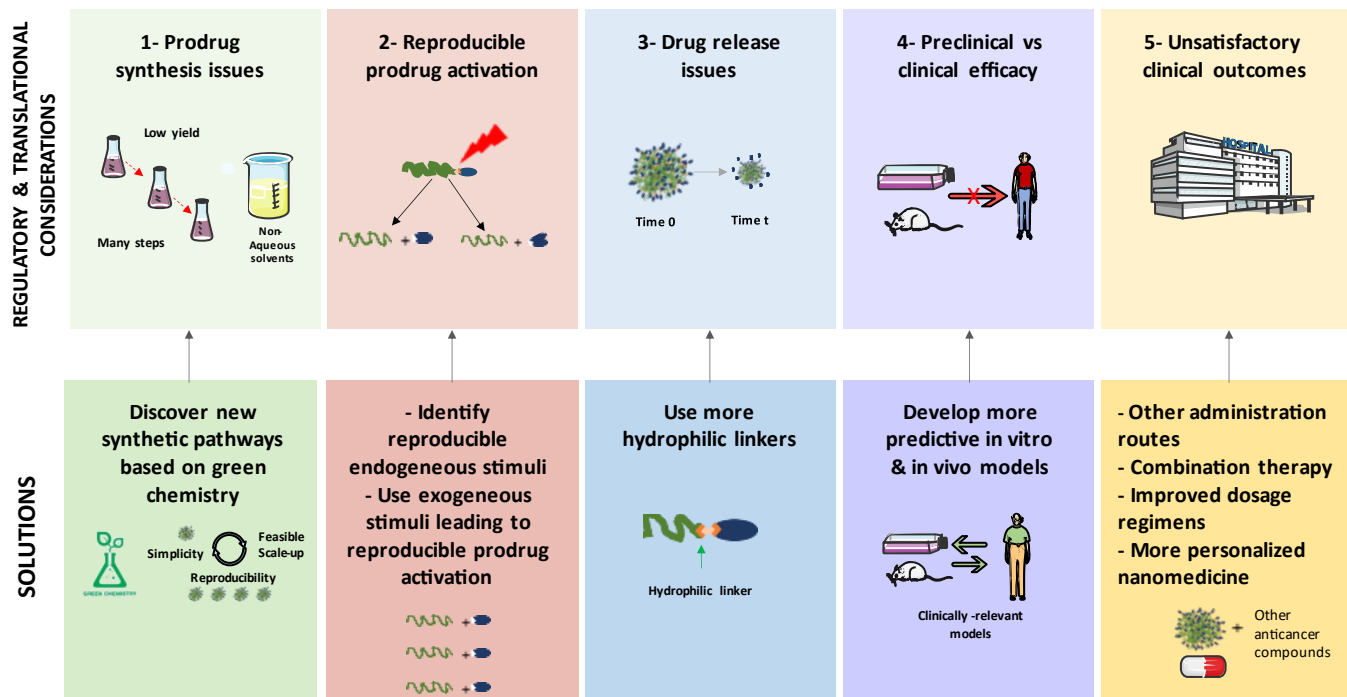 REGULATORY & TRANSLATIONAL
CONSIDERATIONS
1- Prodrug
synthesis issues
Low yield
Many steps
Non-
Aqueous
solvents
2- Reproducible
prodrug activation
+
+
3- Drug release
issues
Time 0
Time t
4- Preclinical vs
clinical efficacy
X
5- Unsatisfactory
clinical outcomes
HOSPITAL
SOLUTIONS
Discover new
synthetic pathways
based on green
chemistry
Simplicity
Feasible
Scale-up
Reproducibility
GREEN CHEMISTRY
- Identify
reproducible
endogeneous stimuli
- Use exogeneous
stimuli leading to
reproducible prodrug
activation
+
+
+
Use more
hydrophilic linkers
Hydrophilic linker
Develop more
predictive in vitro
& in vivo models
Clinically -relevant
models
- Other administration
routes
- Combination therapy
- Improved dosage
regimens
- More personalized
nanomedicine
+ Other
anticancer
compounds